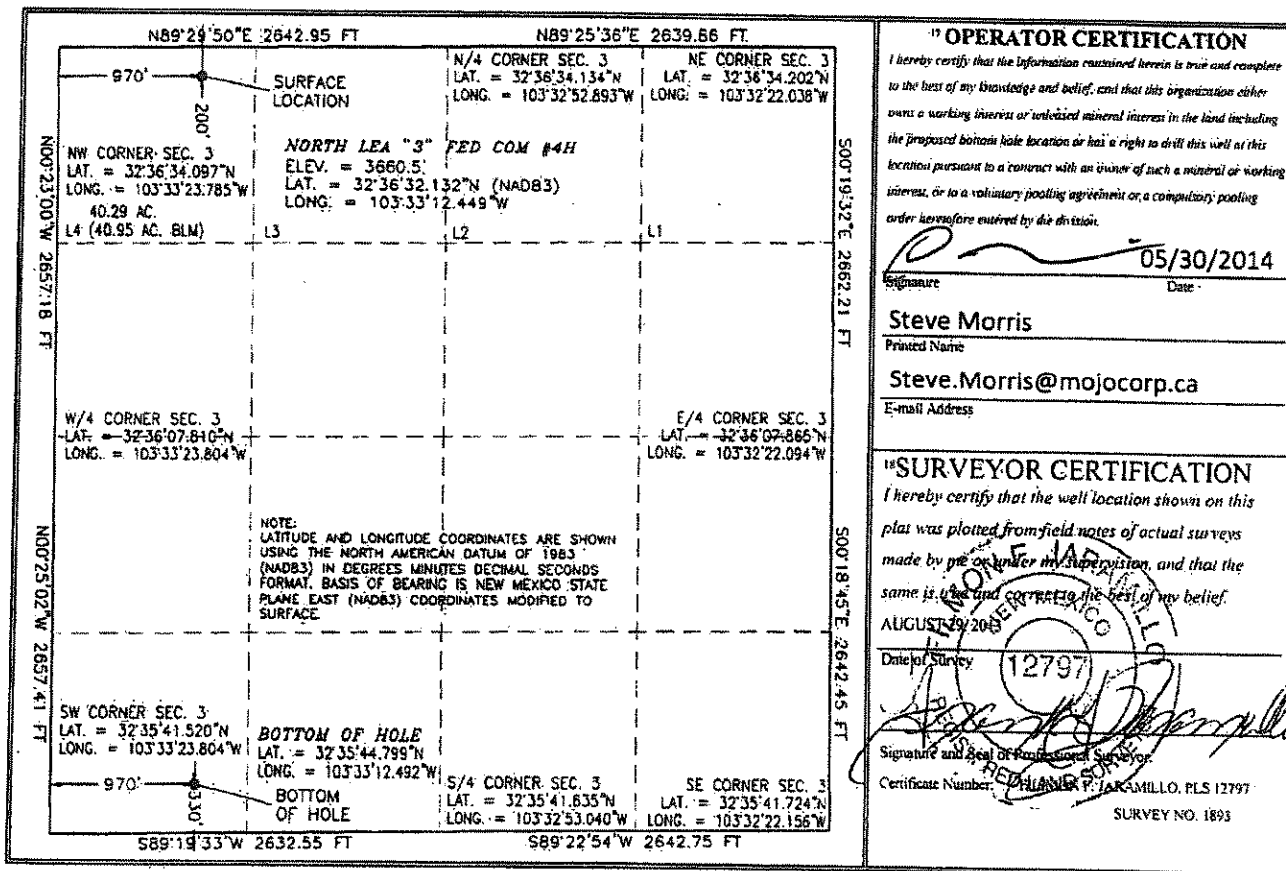 N89°29'50"E 2642.95 FT
N89°25'36"E 2639.66 FT
970'
SURFACE
LOCATION
200'
N/4 CORNER SEC. 3
LAT. = 32°36'34.134"N
LONG. = 103°32'52.893"W
NE CORNER SEC. 3
LAT. = 32°36'34.202"N
LONG. = 103°32'22.038"W
NW CORNER SEC. 3
LAT. = 32°36'34.097"N
LONG. = 103°33'23.785"W
40.29 AC.
L4 (40.95 AC. BLM)
NORTH LEA "3" FED COM #4H
ELEV. = 3660.5'
LAT. = 32°36'32.132"N (NAD83)
LONG. = 103°33'12.449"W
L3
L2
L1
N00°23'00"W 2657.18 FT
S00°19'32"E 2662.21 FT
W/4 CORNER SEC. 3
LAT. = 32°36'07.810"N
LONG. = 103°33'23.804"W
E/4 CORNER SEC. 3
LAT. = 32°36'07.865"N
LONG. = 103°32'22.094"W
NOTE:
LATITUDE AND LONGITUDE COORDINATES ARE SHOWN
USING THE NORTH AMERICAN DATUM OF 1983
(NAD83) IN DEGREES MINUTES DECIMAL SECONDS
FORMAT. BASIS OF BEARING IS NEW MEXICO STATE
PLANE EAST (NAD83) COORDINATES MODIFIED TO
SURFACE.
N00°25'02"W 2657.41 FT
S00°18'45"E 2642.45 FT
SW CORNER SEC. 3
LAT. = 32°35'41.520"N
LONG. = 103°33'23.804"W
BOTTOM OF HOLE
LAT. = 32°35'44.799"N
LONG. = 103°33'12.492"W
970'
BOTTOM
OF HOLE
330'
S/4 CORNER SEC. 3
LAT. = 32°35'41.635"N
LONG. = 103°32'53.040"W
SE CORNER SEC. 3
LAT. = 32°35'41.724"N
LONG. = 103°32'22.156"W
S89°19'33"W 2632.55 FT
S89°22'54"W 2642.75 FT
17 OPERATOR CERTIFICATION
I hereby certify that the information contained herein is true and complete
to the best of my knowledge and belief, and that this organization either
owns a working interest or unleased mineral interest in the land including
the proposed bottom hole location or has a right to drill this well at this
location pursuant to a contract with an owner of such a mineral or working
interest, or to a voluntary pooling agreement or a compulsory pooling
order heretofore entered by the division.
05/30/2014
Signature
Date
Steve Morris
Printed Name
Steve.Morris@mojocorp.ca
E-mail Address
18 SURVEYOR CERTIFICATION
I hereby certify that the well location shown on this
plat was plotted from field notes of actual surveys
made by me or under my supervision, and that the
same is true and correct to the best of my belief.
AUGUST 29, 201
Date of Survey
JARAMILLO
NEW MEXICO
12797
Signature and Seal of Professional Surveyor:
Certificate Number: F. JARAMILLO, PLS 12797
SURVEY NO. 1893